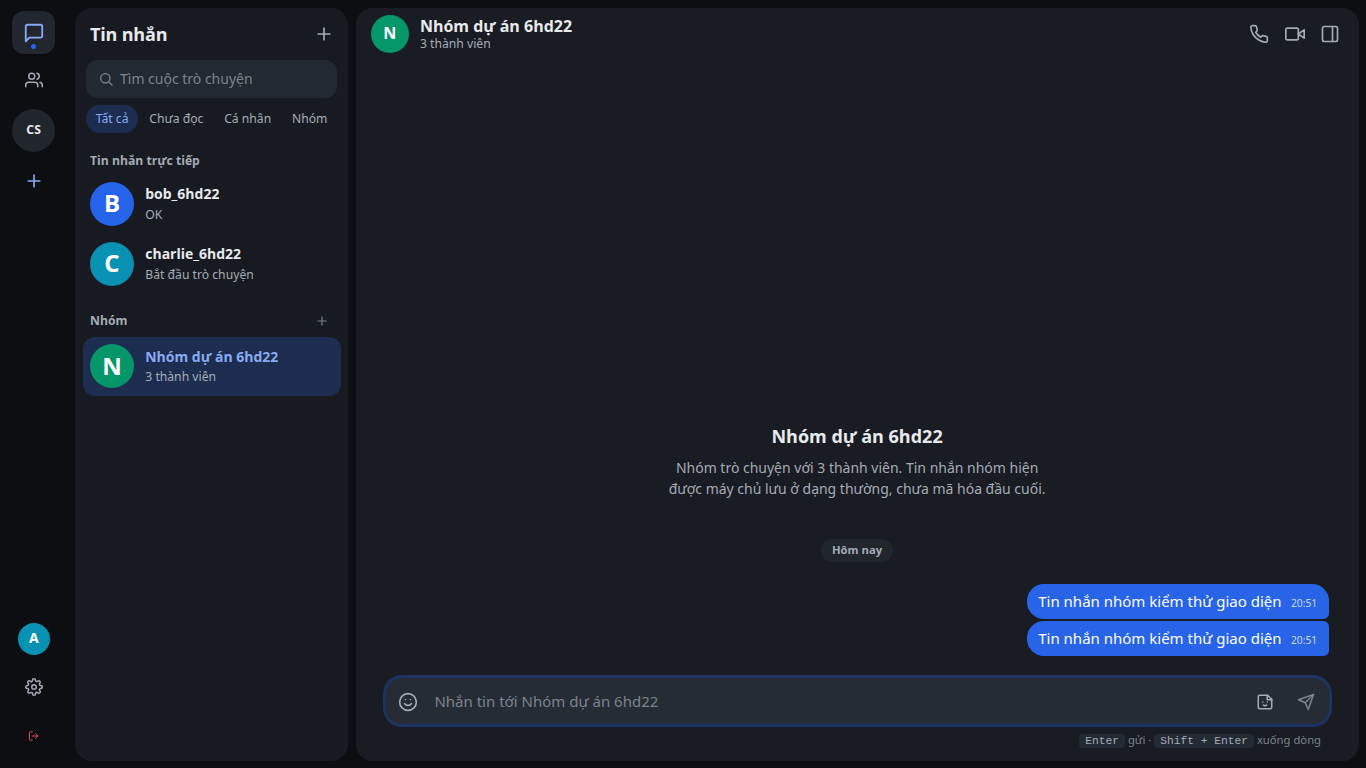 Tin nhắn
Tìm cuộc trò chuyện
Tất cả
Chưa đọc
Cá nhân
Nhóm
CS
Tin nhắn trực tiếp
B
bob_6hd22
OK
C
charlie_6hd22
Bắt đầu trò chuyện
Nhóm
N
Nhóm dự án 6hd22
3 thành viên
A
N
Nhóm dự án 6hd22
3 thành viên
Nhóm dự án 6hd22
Nhóm trò chuyện với 3 thành viên. Tin nhắn nhóm hiện
được máy chủ lưu ở dạng thường, chưa mã hóa đầu cuối.
Hôm nay
Tin nhắn nhóm kiểm thử giao diện 20:51
Tin nhắn nhóm kiểm thử giao diện 20:51
Nhắn tin tới Nhóm dự án 6hd22
Enter gửi · Shift + Enter xuống dòng